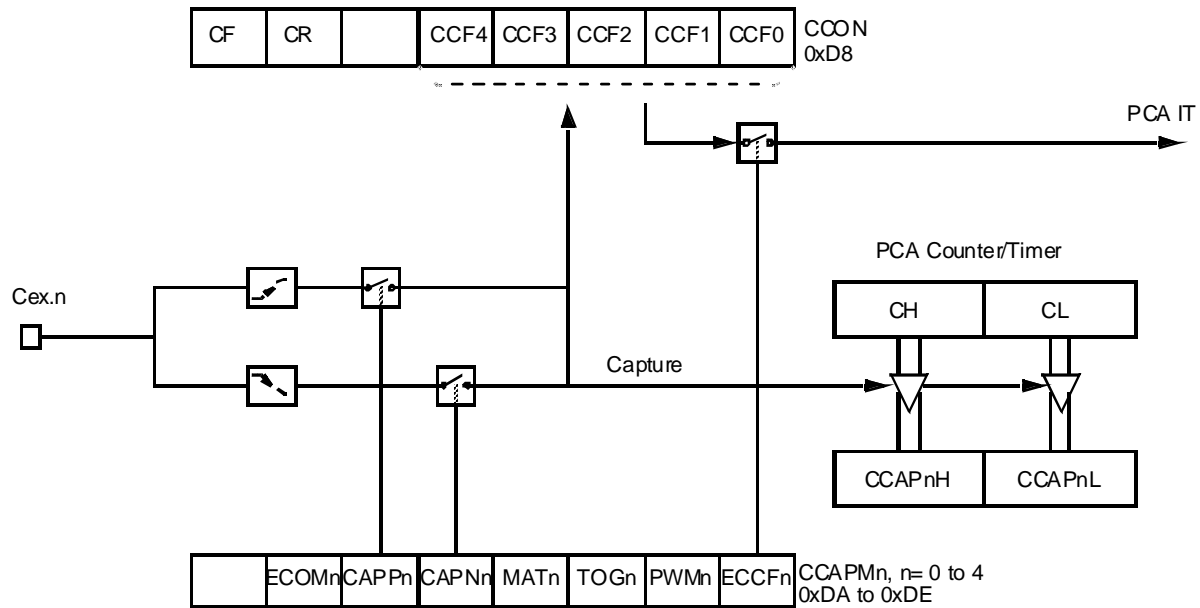 CF CR CCF4 CCF3 CCF2 CCF1 CCF0 CCON
0xD8
PCA IT
PCA Counter/Timer
Cex.n
CH CL
Capture
CCAPnH CCAPnL
ECOMn CAPPn CAPNn MATn TOGn PWMn ECCFn CCAPMn, n= 0 to 4
0xDA to 0xDE